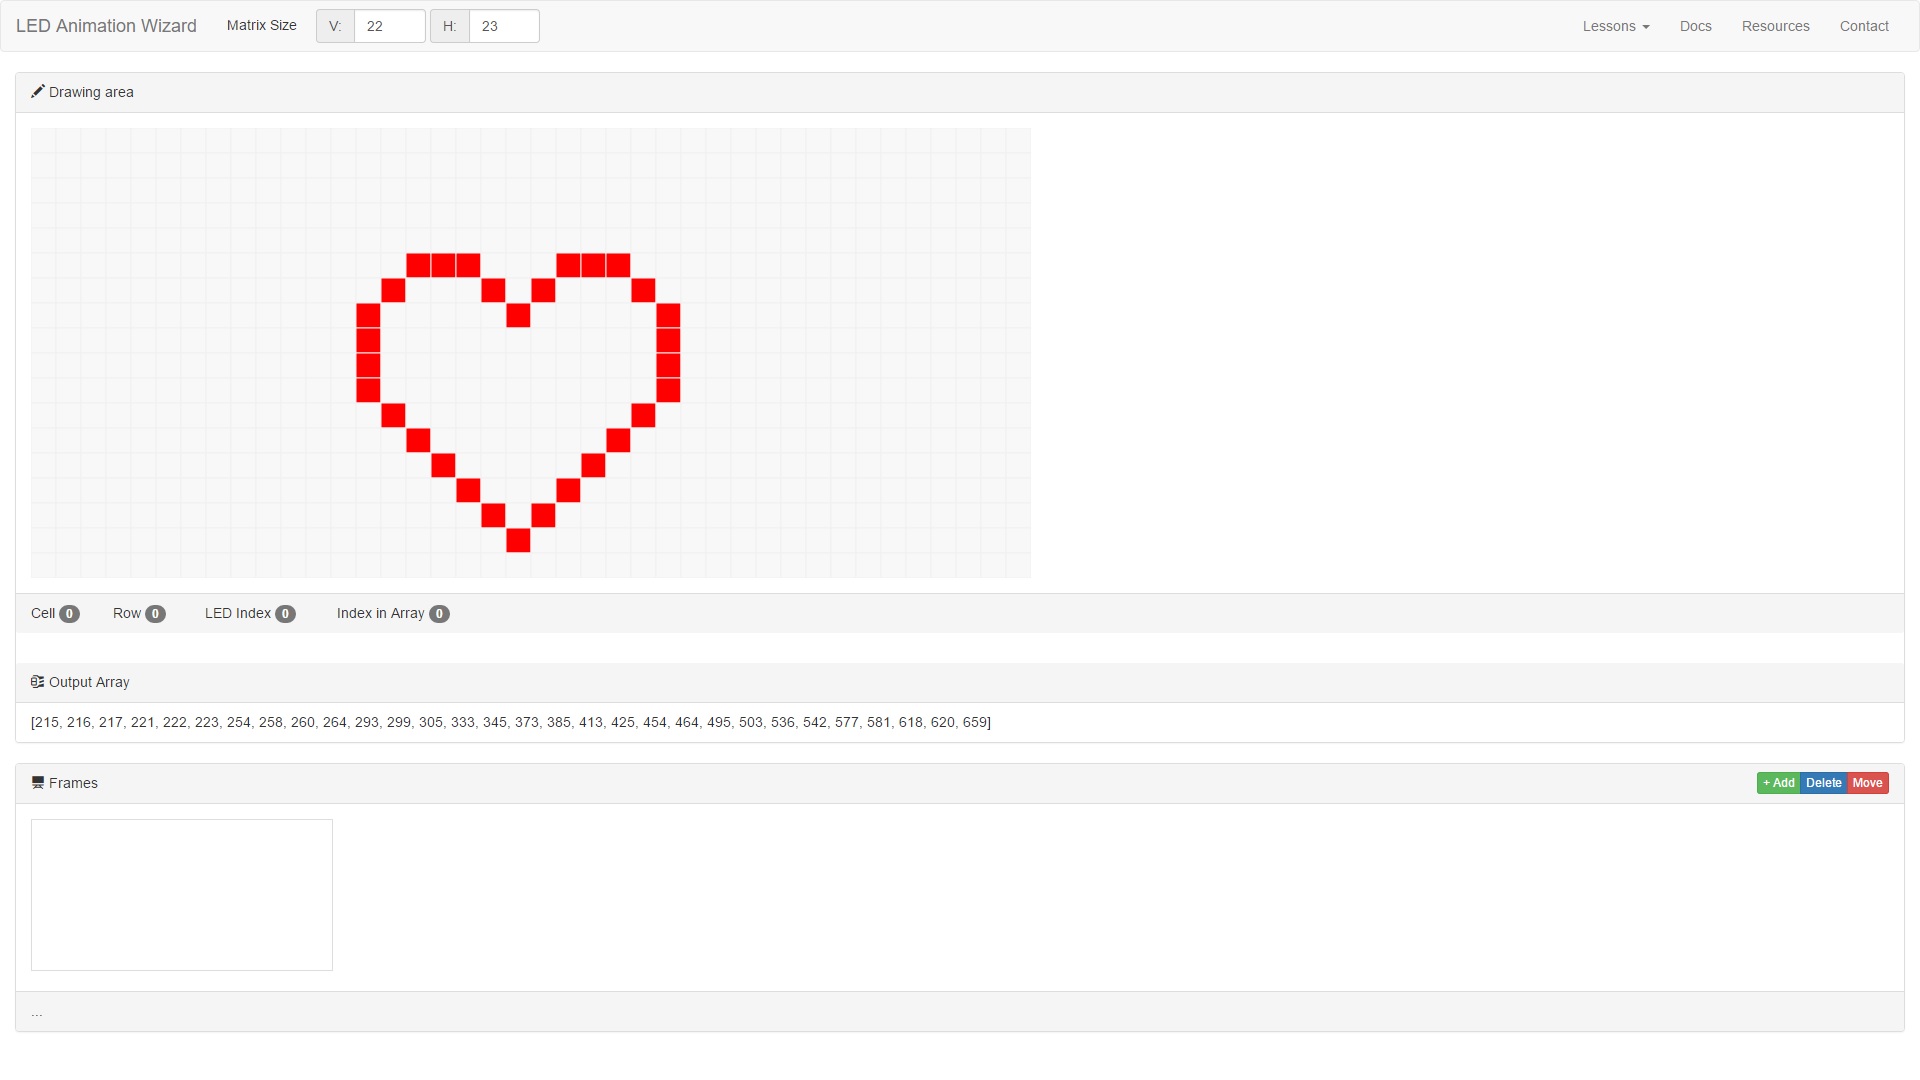 LED Animation Wizard Matrix Size V: 22 H: 23 Lessons Docs Resources Contact
Drawing area
Cell 0 Row 0 LED Index 0 Index in Array 0
Output Array
[215, 216, 217, 221, 222, 223, 254, 258, 260, 264, 293, 299, 305, 333, 345, 373, 385, 413, 425, 454, 464, 495, 503, 536, 542, 577, 581, 618, 620, 659]
Frames + Add Delete Move
...